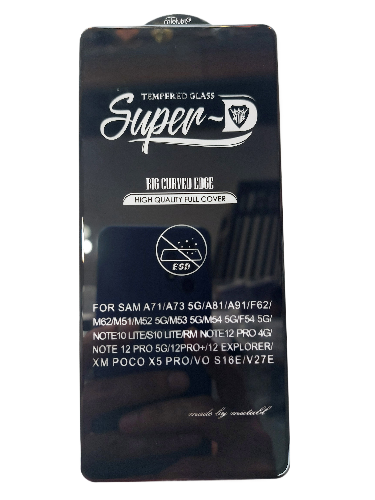 TEMPERED GLASS
Super-D
BIG CURVED EDGE
HIGH QUALITY FULL COVER
ESD
FOR SAM A71/A73 5G/A81/A91/F62/
M62/M51/M52 5G/M53 5G/M54 5G/F54 5G/
NOTE10 LITE/S10 LITE/RM NOTE12 PRO 4G/
NOTE 12 PRO 5G/12PRO+/12 EXPLORER/
XM POCO X5 PRO/VO S16E/V27E
made by